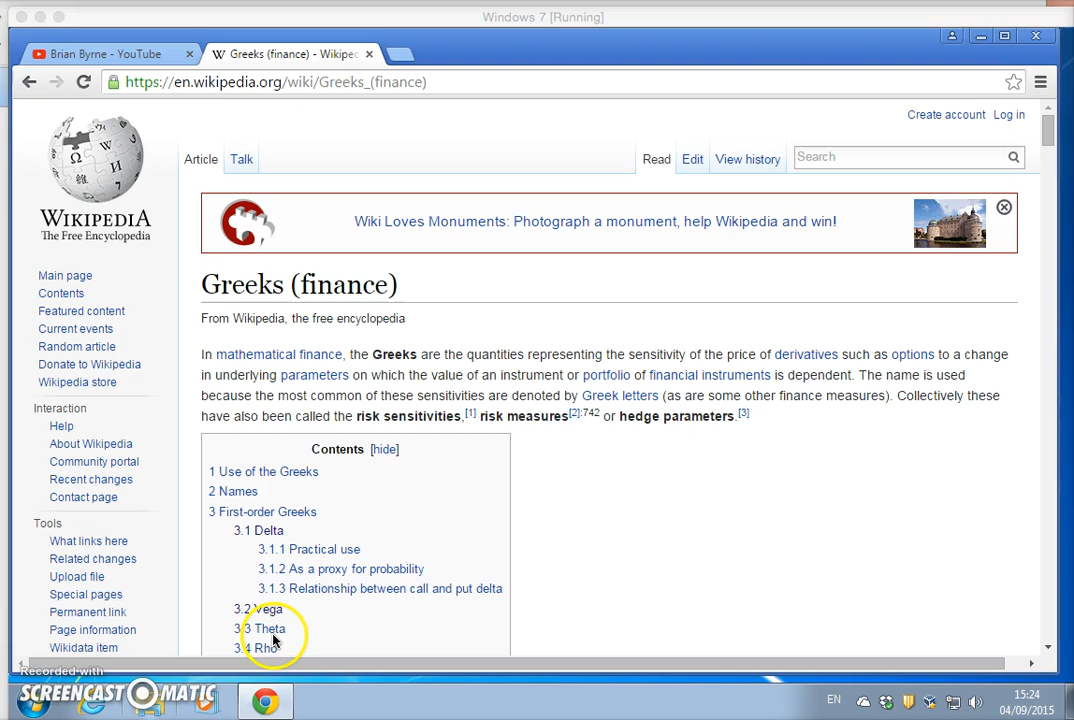 Windows 7 [Running]
Brian Byrne - YouTube
Greeks (finance) - Wikipec
https://en.wikipedia.org/wiki/Greeks_(finance)
Create account Log in
Article Talk Read Edit View history Search
WIKIPEDIA
The Free Encyclopedia
Wiki Loves Monuments: Photograph a monument, help Wikipedia and win!
Main page
Contents
Featured content
Current events
Random article
Donate to Wikipedia
Wikipedia store
Interaction
Help
About Wikipedia
Community portal
Recent changes
Contact page
Tools
What links here
Related changes
Upload file
Special pages
Permanent link
Page information
Wikidata item
Greeks (finance)
From Wikipedia, the free encyclopedia
In mathematical finance, the Greeks are the quantities representing the sensitivity of the price of derivatives such as options to a change
in underlying parameters on which the value of an instrument or portfolio of financial instruments is dependent. The name is used
because the most common of these sensitivities are denoted by Greek letters (as are some other finance measures). Collectively these
have also been called the risk sensitivities,[1] risk measures[2]:742 or hedge parameters.[3]
Contents [hide]
1 Use of the Greeks
2 Names
3 First-order Greeks
3.1 Delta
3.1.1 Practical use
3.1.2 As a proxy for probability
3.1.3 Relationship between call and put delta
3.2 Vega
3.3 Theta
3.4 Rho
Recorded with
SCREENCAST-O-MATIC
EN
15:24
04/09/2015